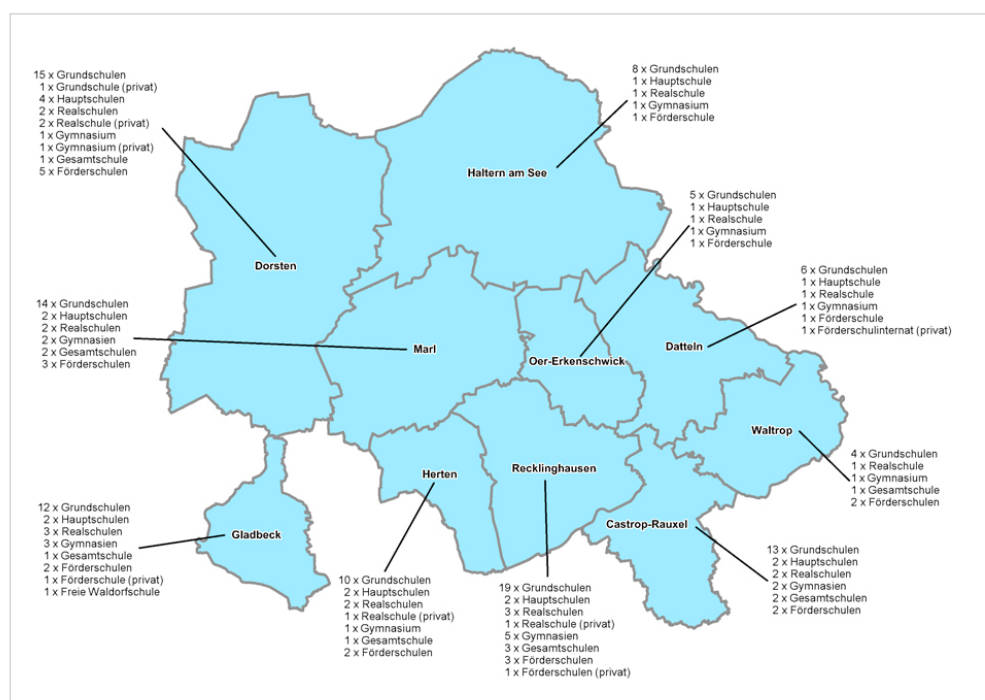 15 x Grundschulen
1 x Grundschule (privat)
4 x Hauptschulen
2 x Realschulen
2 x Realschule (privat)
1 x Gymnasium
1 x Gymnasium (privat)
1 x Gesamtschule
5 x Förderschulen
Dorsten
8 x Grundschulen
1 x Hauptschule
1 x Realschule
1 x Gymnasium
1 x Förderschule
Haltern am See
5 x Grundschulen
1 x Hauptschule
1 x Realschule
1 x Gymnasium
1 x Förderschule
Oer-Erkenschwick
6 x Grundschulen
1 x Hauptschule
1 x Realschule
1 x Gymnasium
1 x Förderschule
1 x Förderschulinternat (privat)
Datteln
14 x Grundschulen
2 x Hauptschulen
2 x Realschulen
2 x Gymnasien
2 x Gesamtschulen
3 x Förderschulen
Marl
Waltrop
4 x Grundschulen
1 x Realschule
1 x Gymnasium
1 x Gesamtschule
2 x Förderschulen
12 x Grundschulen
2 x Hauptschulen
3 x Realschulen
3 x Gymnasien
1 x Gesamtschule
2 x Förderschulen
1 x Förderschule (privat)
1 x Freie Waldorfschule
Gladbeck
Herten
10 x Grundschulen
2 x Hauptschulen
2 x Realschulen
1 x Realschule (privat)
1 x Gymnasium
1 x Gesamtschule
2 x Förderschulen
Recklinghausen
19 x Grundschulen
2 x Hauptschulen
3 x Realschulen
1 x Realschule (privat)
5 x Gymnasien
3 x Gesamtschulen
3 x Förderschulen
1 x Förderschulen (privat)
Castrop-Rauxel
13 x Grundschulen
2 x Hauptschulen
2 x Realschulen
2 x Gymnasien
2 x Gesamtschulen
2 x Förderschulen